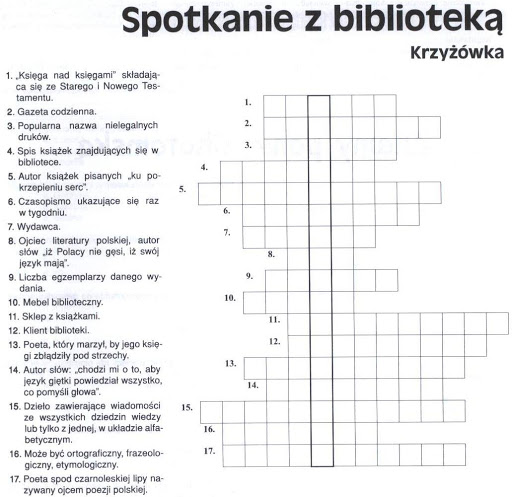 Spotkanie z biblioteką
Krzyżówka
1. „Księga nad księgami” składają-
ca się ze Starego i Nowego Tes-
tamentu.
2. Gazeta codzienna.
3. Popularna nazwa nielegalnych
druków.
4. Spis książek znajdujących się w
bibliotece.
5. Autor książek pisanych „ku po-
krzepieniu serc”.
6. Czasopismo ukazujące się raz
w tygodniu.
7. Wydawca.
8. Ojciec literatury polskiej, autor
słów „iż Polacy nie gęsi, iż swój
język mają”.
9. Liczba egzemplarzy danego wy-
dania.
10. Mebel biblioteczny.
11. Sklep z książkami.
12. Klient biblioteki.
13. Poeta, który marzył, by jego księ-
gi zbłądziły pod strzechy.
14. Autor słów: „chodzi mi o to, aby
język giętki powiedział wszystko,
co pomyśli głowa”.
15. Dzieło zawierające wiadomości
ze wszystkich dziedzin wiedzy
lub tylko z jednej, w układzie alfa-
betycznym.
16. Może być ortograficzny, frazeolo-
giczny, etymologiczny.
17. Poeta spod czarnoleskiej lipy na-
zywany ojcem poezji polskiej.
1.
2.
3.
4.
5.
6.
7.
8.
9.
10.
11.
12.
13.
14.
15.
16.
17.